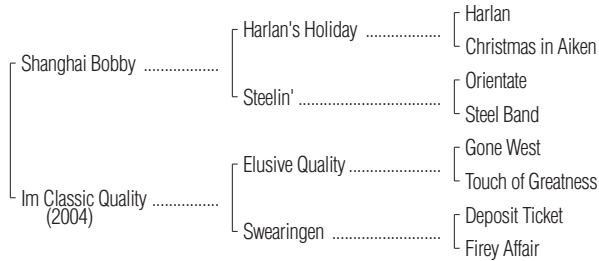 Harlan
Harlan's Holiday ..................
Christmas in Aiken
Shanghai Bobby ..................
Orientate
Steelin' ..................................
Steel Band
Gone West
Elusive Quality ......................
Touch of Greatness
Im Classic Quality ................
(2004)
Deposit Ticket
Swearingen ..........................
Firey Affair